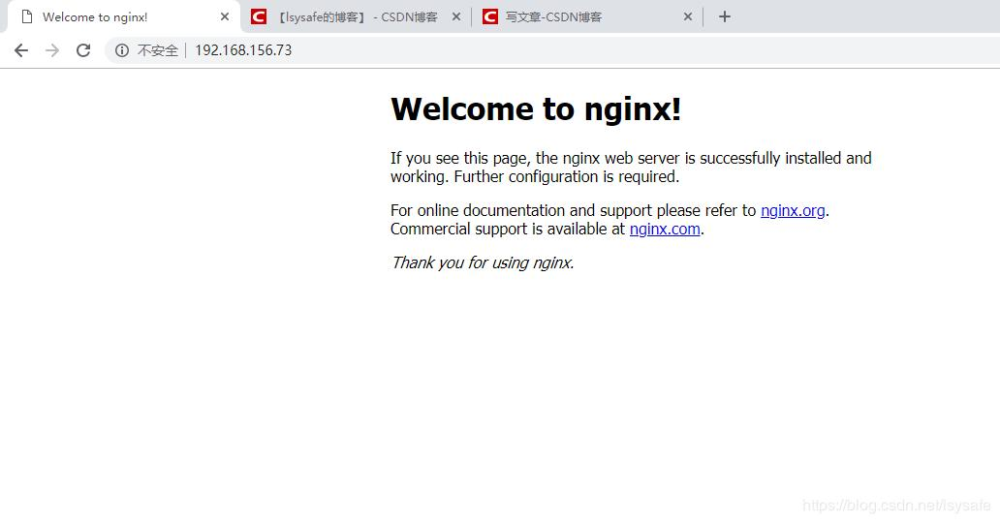 Welcome to nginx!
【lsysafe的博客】 - CSDN博客
写文章-CSDN博客
不安全 192.168.156.73
Welcome to nginx!
If you see this page, the nginx web server is successfully installed and
working. Further configuration is required.
For online documentation and support please refer to nginx.org.
Commercial support is available at nginx.com.
Thank you for using nginx.
https://blog.csdn.net/lsysafe